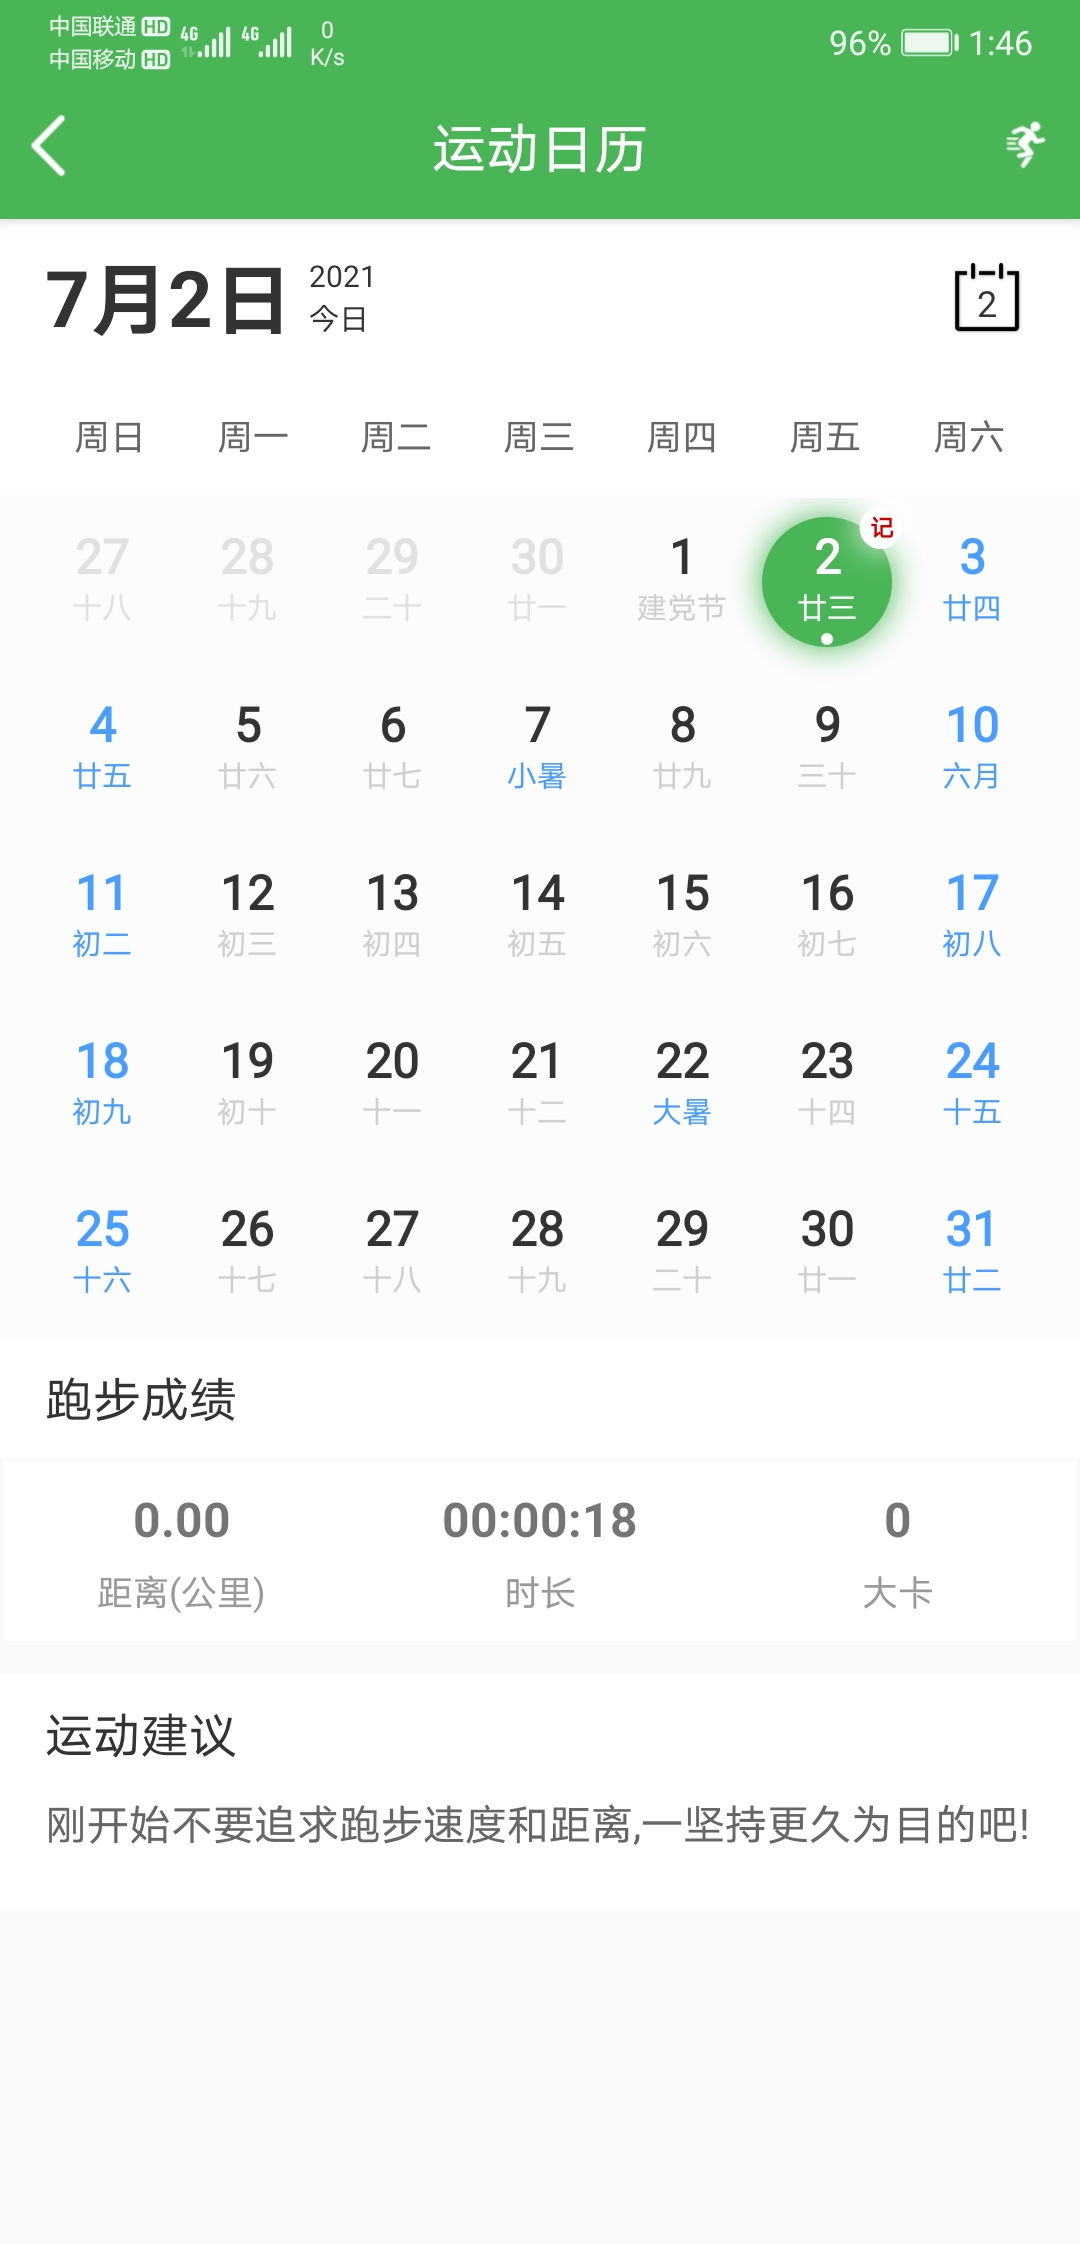 中国联通 HD 4G 4G 0 K/s 96% 1:46
中国移动 HD
运动日历
7月2日 2021
今日
2
周日 周一 周二 周三 周四 周五 周六
记
27 28 29 30 1 2 3
十八 十九 二十 廿一 建党节 廿三 廿四
4 5 6 7 8 9 10
廿五 廿六 廿七 小暑 廿九 三十 六月
11 12 13 14 15 16 17
初二 初三 初四 初五 初六 初七 初八
18 19 20 21 22 23 24
初九 初十 十一 十二 大暑 十四 十五
25 26 27 28 29 30 31
十六 十七 十八 十九 二十 廿一 廿二
跑步成绩
0.00 00:00:18 0
距离(公里) 时长 大卡
运动建议
刚开始不要追求跑步速度和距离,一坚持更久为目的吧!